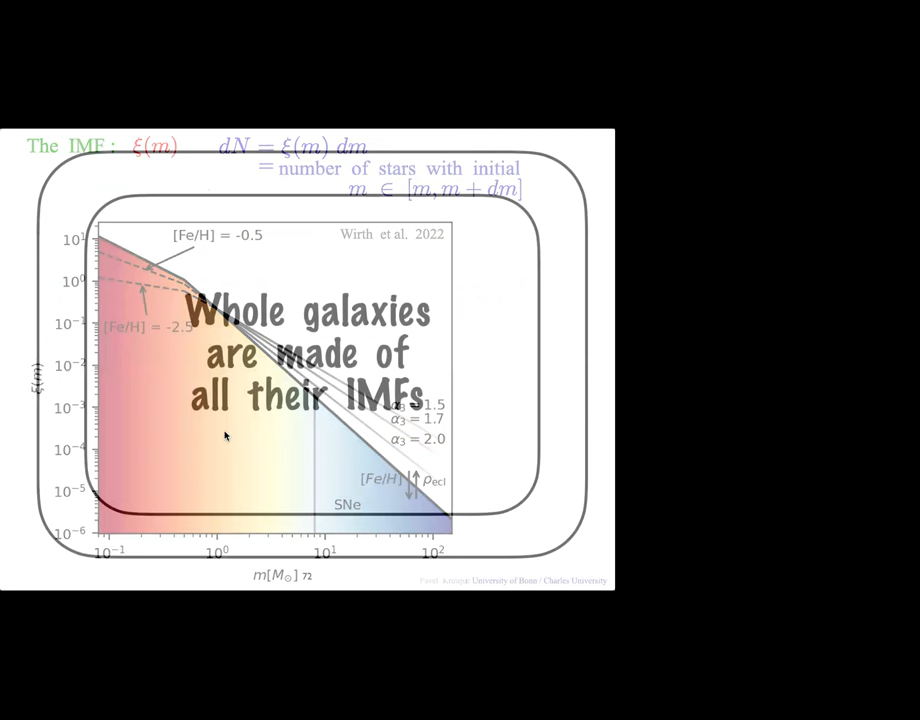 The IMF: ξ(m) dN = ξ(m) dm
= number of stars with initial
m ∈ [m, m + dm]
[Fe/H] = -0.5
Wirth et al. 2022
10¹
10⁰
[Fe/H] = -2.5
10⁻¹
10⁻²
10⁻³
10⁻⁴
10⁻⁵
10⁻⁶
ξ(m)
Whole galaxies
are made of
all their IMFs
α₃ = 1.5
α₃ = 1.7
α₃ = 2.0
[Fe/H] ρecl
SNe
10⁻¹ 10⁰ 10¹ 10²
m[M☉] 72
Pavel Kroupa: University of Bonn / Charles University